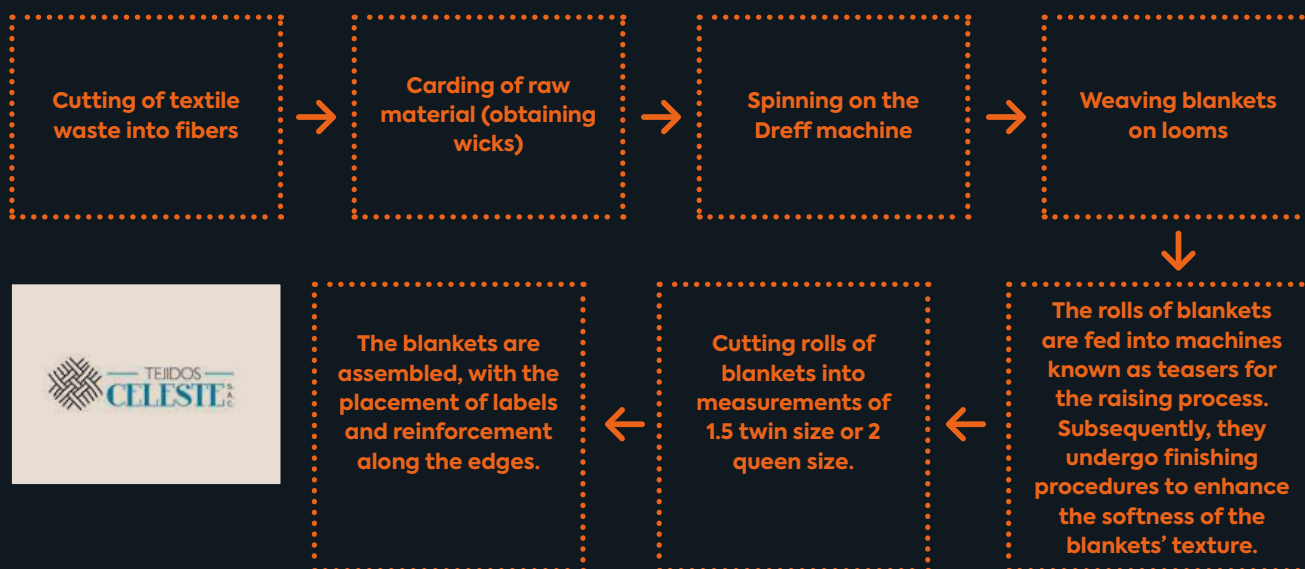 Cutting of textile
waste into fibers
Carding of raw
material (obtaining
wicks)
Spinning on the
Dreff machine
Weaving blankets
on looms
The rolls of blankets
are fed into machines
known as teasers for
the raising process.
Subsequently, they
undergo finishing
procedures to enhance
the softness of the
blankets’ texture.
Cutting rolls of
blankets into
measurements of
1.5 twin size or 2
queen size.
The blankets are
assembled, with the
placement of labels
and reinforcement
along the edges.
TEJIDOS
CELESTE S.A.C